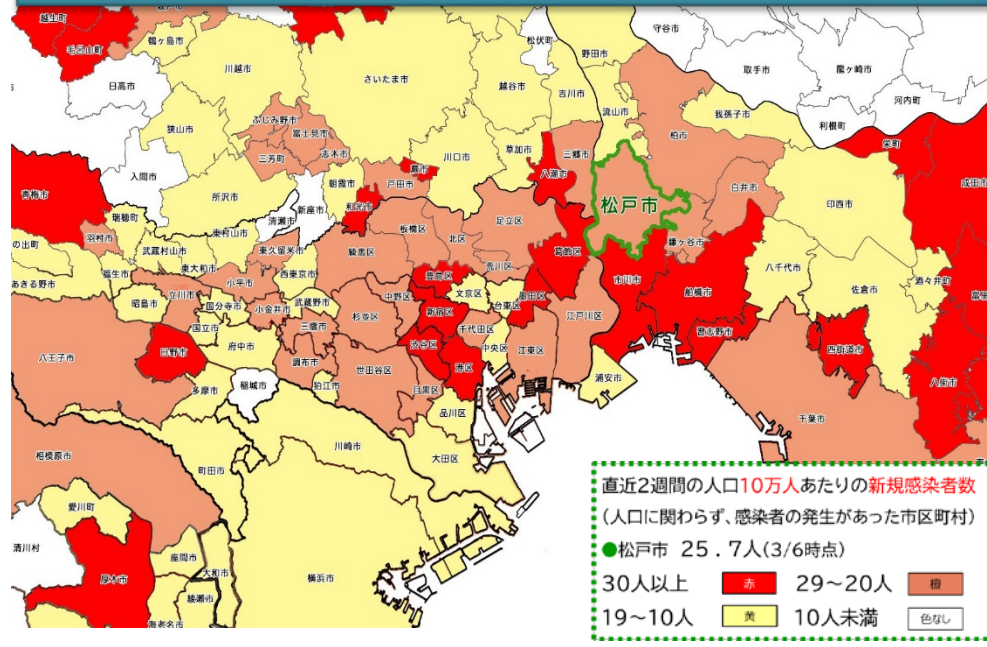 越生町
毛呂山町
鶴ヶ島市
川越市
さいたま市
松伏町
野田市
守谷市
取手市
龍ヶ崎市
河内町
利根町
日高市
狭山市
ふじみ野市
富士見市
三芳町
志木市
越谷市
吉川市
流山市
柏市
我孫子市
栄町
成田市
入間市
所沢市
朝霞市
和光市
戸田市
蕨市
川口市
草加市
八潮市
三郷市
松戸市
白井市
印西市
青梅市
瑞穂町
羽村市
武蔵村山市
東村山市
清瀬市
新座市
東久留米市
西東京市
練馬区
板橋区
北区
足立区
葛飾区
市川市
鎌ヶ谷市
船橋市
八千代市
佐倉市
酒々井町
の出町
福生市
あきる野市
昭島市
立川市
東大和市
小平市
国分寺市
小金井市
武蔵野市
国立市
府中市
三鷹市
調布市
狛江市
杉並区
中野区
豊島区
文京区
荒川区
台東区
墨田区
新宿区
千代田区
中央区
江東区
江戸川区
渋谷区
港区
世田谷区
目黒区
品川区
大田区
浦安市
習志野市
四街道市
八街市
千葉市
八王子市
日野市
多摩市
稲城市
川崎市
町田市
相模原市
愛川町
清川村
厚木市
座間市
大和市
綾瀬市
海老名市
横浜市
直近2週間の人口10万人あたりの新規感染者数
(人口に関わらず、感染者の発生があった市区町村)
●松戸市 25.7人(3/6時点)
30人以上 赤 29～20人 橙
19～10人 黄 10人未満 色なし